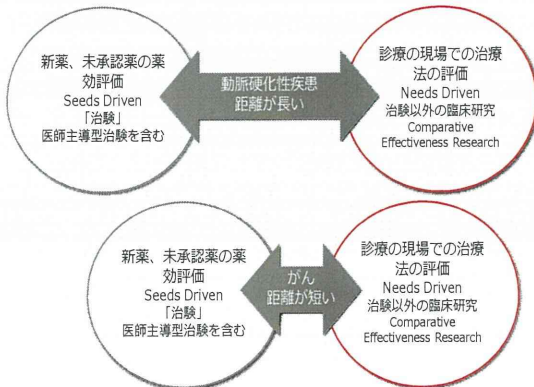 新薬、未承認薬の薬
効評価
Seeds Driven
「治験」
医師主導型治験を含む
動脈硬化性疾患
距離が長い
診療の現場での治療
法の評価
Needs Driven
治験以外の臨床研究
Comparative
Effectiveness Research
新薬、未承認薬の薬
効評価
Seeds Driven
「治験」
医師主導型治験を含む
がん
距離が短い
診療の現場での治療
法の評価
Needs Driven
治験以外の臨床研究
Comparative
Effectiveness Research